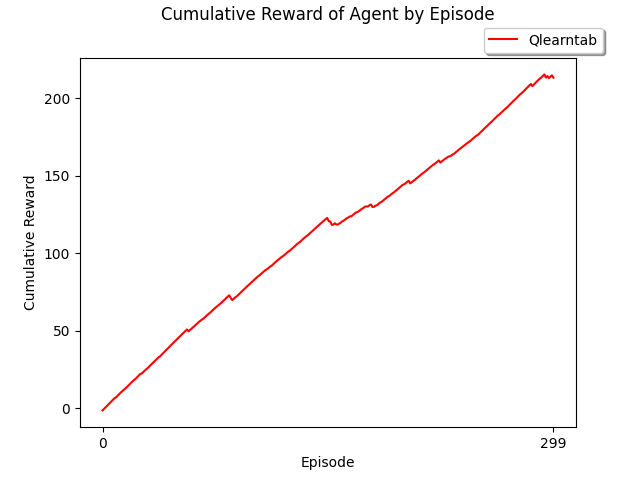 Cumulative Reward of Agent by Episode
Qlearntab
200
150
100
50
0
Cumulative Reward
0 299
Episode